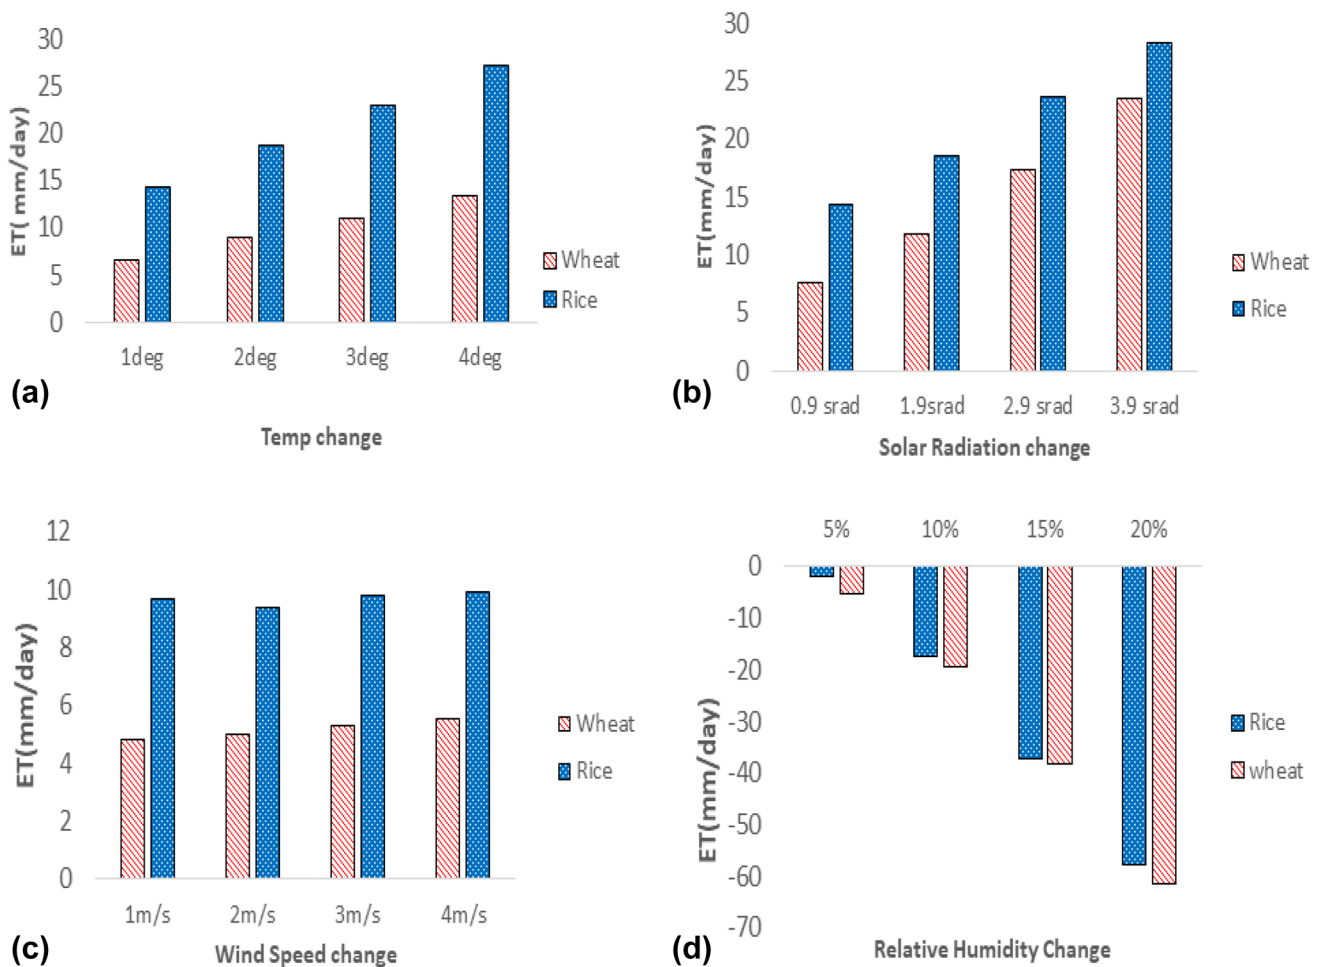 30
25
20
15
10
5
0
ET( mm/day)
1deg 2deg 3deg 4deg
Wheat
Rice
(a)
Temp change
30
25
20
15
10
5
0
ET(mm/day)
0.9 srad 1.9srad 2.9 srad 3.9 srad
Wheat
Rice
(b)
Solar Radiation change
12
10
8
6
4
2
0
ET(mm/day)
1m/s 2m/s 3m/s 4m/s
Wheat
Rice
(c)
Wind Speed change
5% 10% 15% 20%
0
-10
-20
-30
-40
-50
-60
-70
ET(mm/day)
Rice
wheat
(d)
Relative Humidity Change